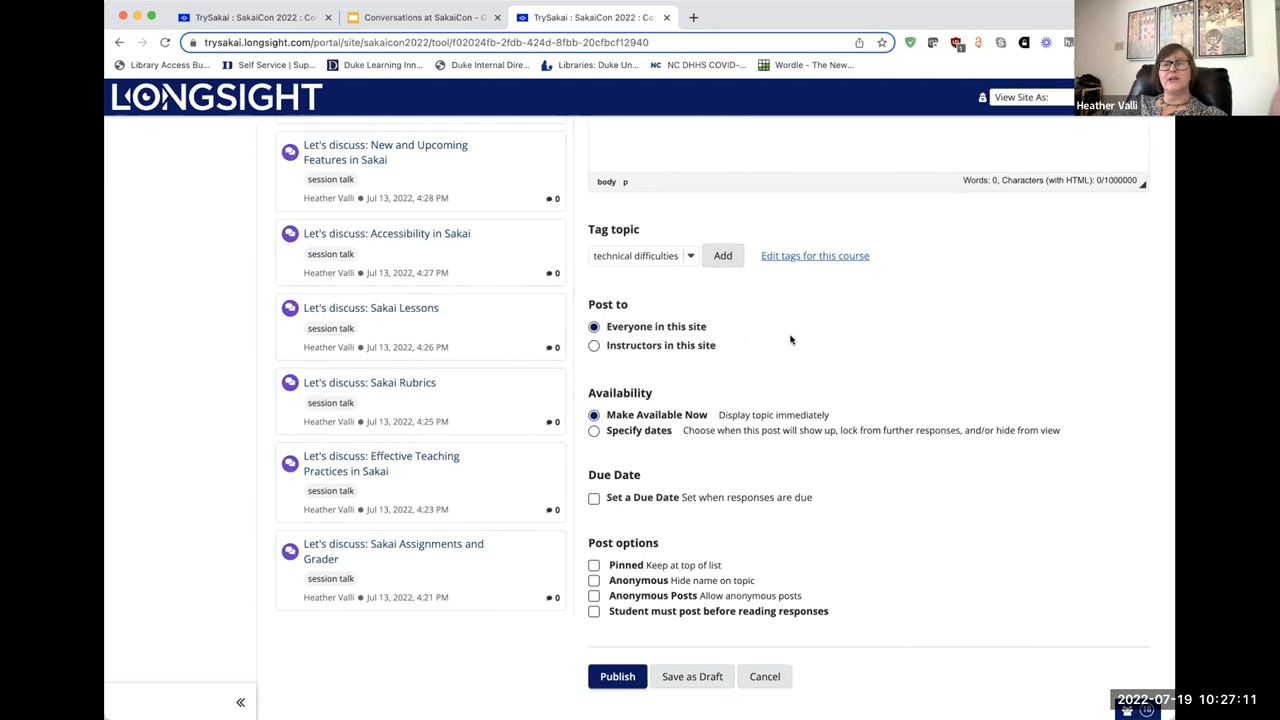 TrySakai : SakaiCon 2022 : Co
Conversations at SakaiCon - G
TrySakai : SakaiCon 2022 : Co
trysakai.longsight.com/portal/site/sakaicon2022/tool/f02024fb-2fdb-424d-8fbb-20cfbcf12940
Library Access Bu...
Self Service | Sup...
Duke Learning Inn...
Duke Internal Dire...
Libraries: Duke Un...
NC NC DHHS COVID-...
Wordle - The New...
LONGSIGHT
View Site As:
Heather Valli
Let's discuss: New and Upcoming
Features in Sakai
session talk
Heather Valli ● Jul 13, 2022, 4:28 PM
0
Let's discuss: Accessibility in Sakai
session talk
Heather Valli ● Jul 13, 2022, 4:27 PM
0
Let's discuss: Sakai Lessons
session talk
Heather Valli ● Jul 13, 2022, 4:26 PM
0
Let's discuss: Sakai Rubrics
session talk
Heather Valli ● Jul 13, 2022, 4:25 PM
0
Let's discuss: Effective Teaching
Practices in Sakai
session talk
Heather Valli ● Jul 13, 2022, 4:23 PM
0
Let's discuss: Sakai Assignments and
Grader
session talk
Heather Valli ● Jul 13, 2022, 4:21 PM
0
body p
Words: 0, Characters (with HTML): 0/1000000
Tag topic
technical difficulties
Add
Edit tags for this course
Post to
Everyone in this site
Instructors in this site
Availability
Make Available Now Display topic immediately
Specify dates Choose when this post will show up, lock from further responses, and/or hide from view
Due Date
Set a Due Date Set when responses are due
Post options
Pinned Keep at top of list
Anonymous Hide name on topic
Anonymous Posts Allow anonymous posts
Student must post before reading responses
Publish
Save as Draft
Cancel
«
2022-07-19 10:27:11